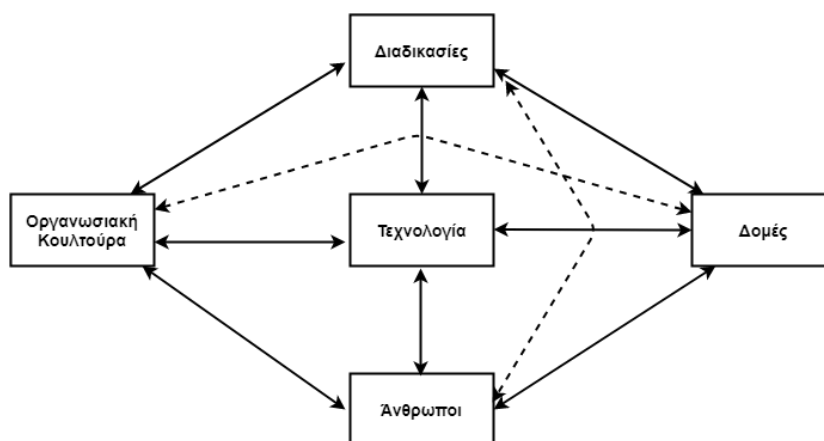 Διαδικασίες
Οργανωσιακή
Κουλτούρα
Τεχνολογία
Δομές
Άνθρωποι